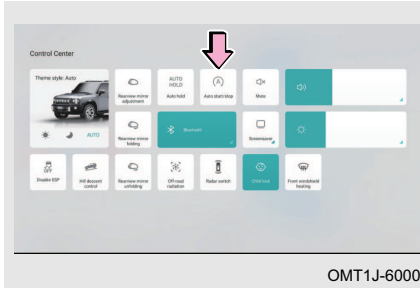 Control Center
Theme style: Auto
AUTO
Rearview mirror
adjustment
AUTO
HOLD
Auto hold
Auto start/stop
Mute
Rearview mirror
folding
Bluetooth
Screensaver
OFF
Disable ESP
Hill descent
control
Rearview mirror
unfolding
Off-road
radiation
Radar switch
Child lock
Front windshield
heating
OMT1J-6000